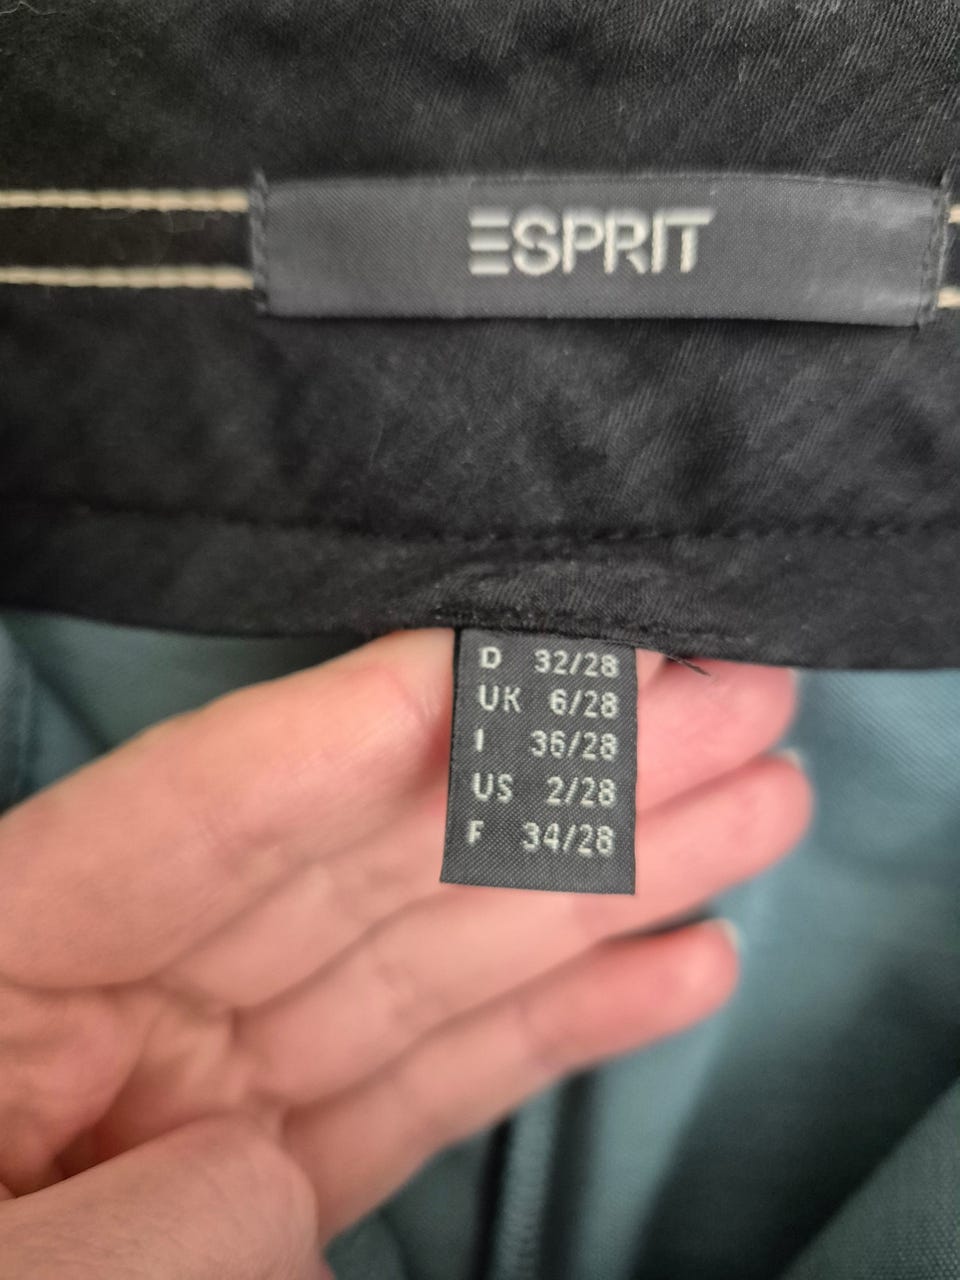 ESPRIT
D 32/28
UK 6/28
I 36/28
US 2/28
F 34/28